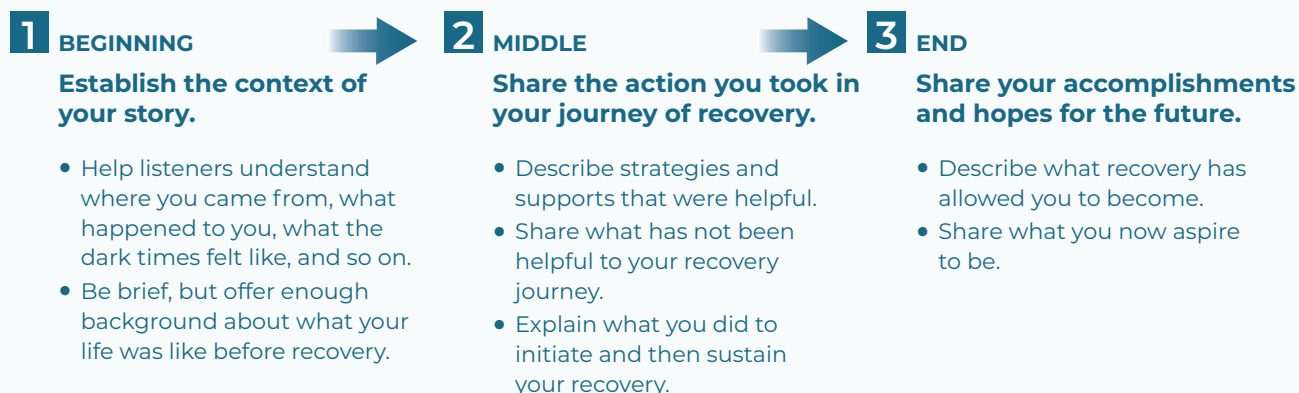 1 BEGINNING
Establish the context of
your story.
• Help listeners understand
where you came from, what
happened to you, what the
dark times felt like, and so on.
• Be brief, but offer enough
background about what your
life was like before recovery.
2 MIDDLE
Share the action you took in
your journey of recovery.
• Describe strategies and
supports that were helpful.
• Share what has not been
helpful to your recovery
journey.
• Explain what you did to
initiate and then sustain
your recovery.
3 END
Share your accomplishments
and hopes for the future.
• Describe what recovery has
allowed you to become.
• Share what you now aspire
to be.